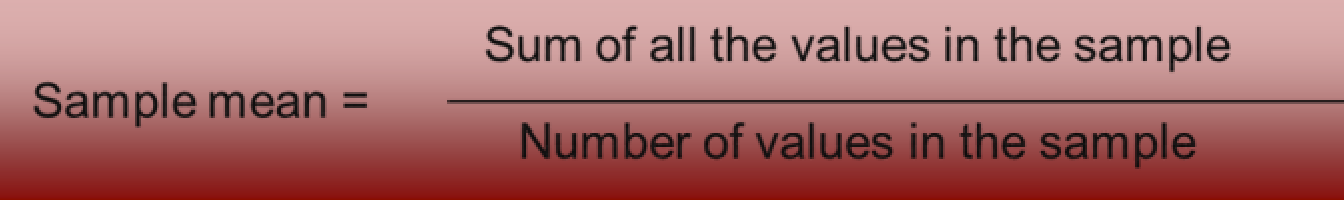 Sum of all the values in the sample
Sample mean =
Number of values in the sample